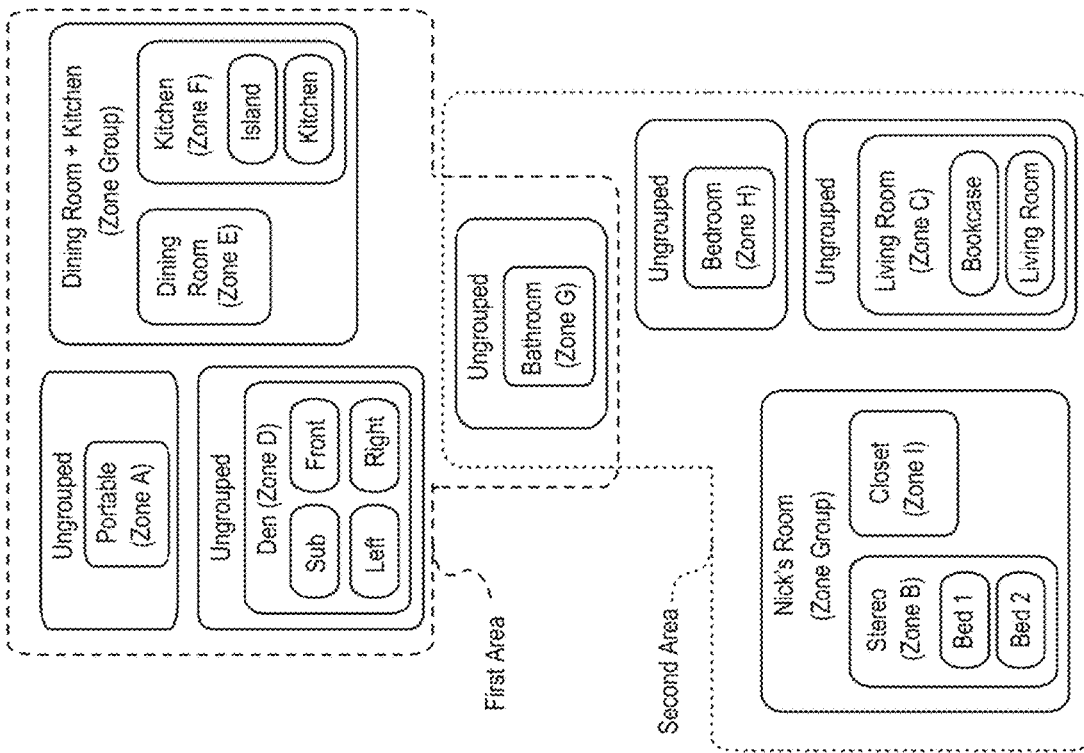 Ungrouped
Portable
(Zone A)
Ungrouped
Den (Zone D)
Sub
Front
Left
Right
Dining Room + Kitchen
(Zone Group)
Dining
Room
(Zone E)
Kitchen
(Zone F)
Island
Kitchen
First Area
Ungrouped
Bathroom
(Zone G)
Second Area
Nick's Room
(Zone Group)
Stereo
(Zone B)
Bed 1
Bed 2
Closet
(Zone I)
Ungrouped
Bedroom
(Zone H)
Ungrouped
Living Room
(Zone C)
Bookcase
Living Room